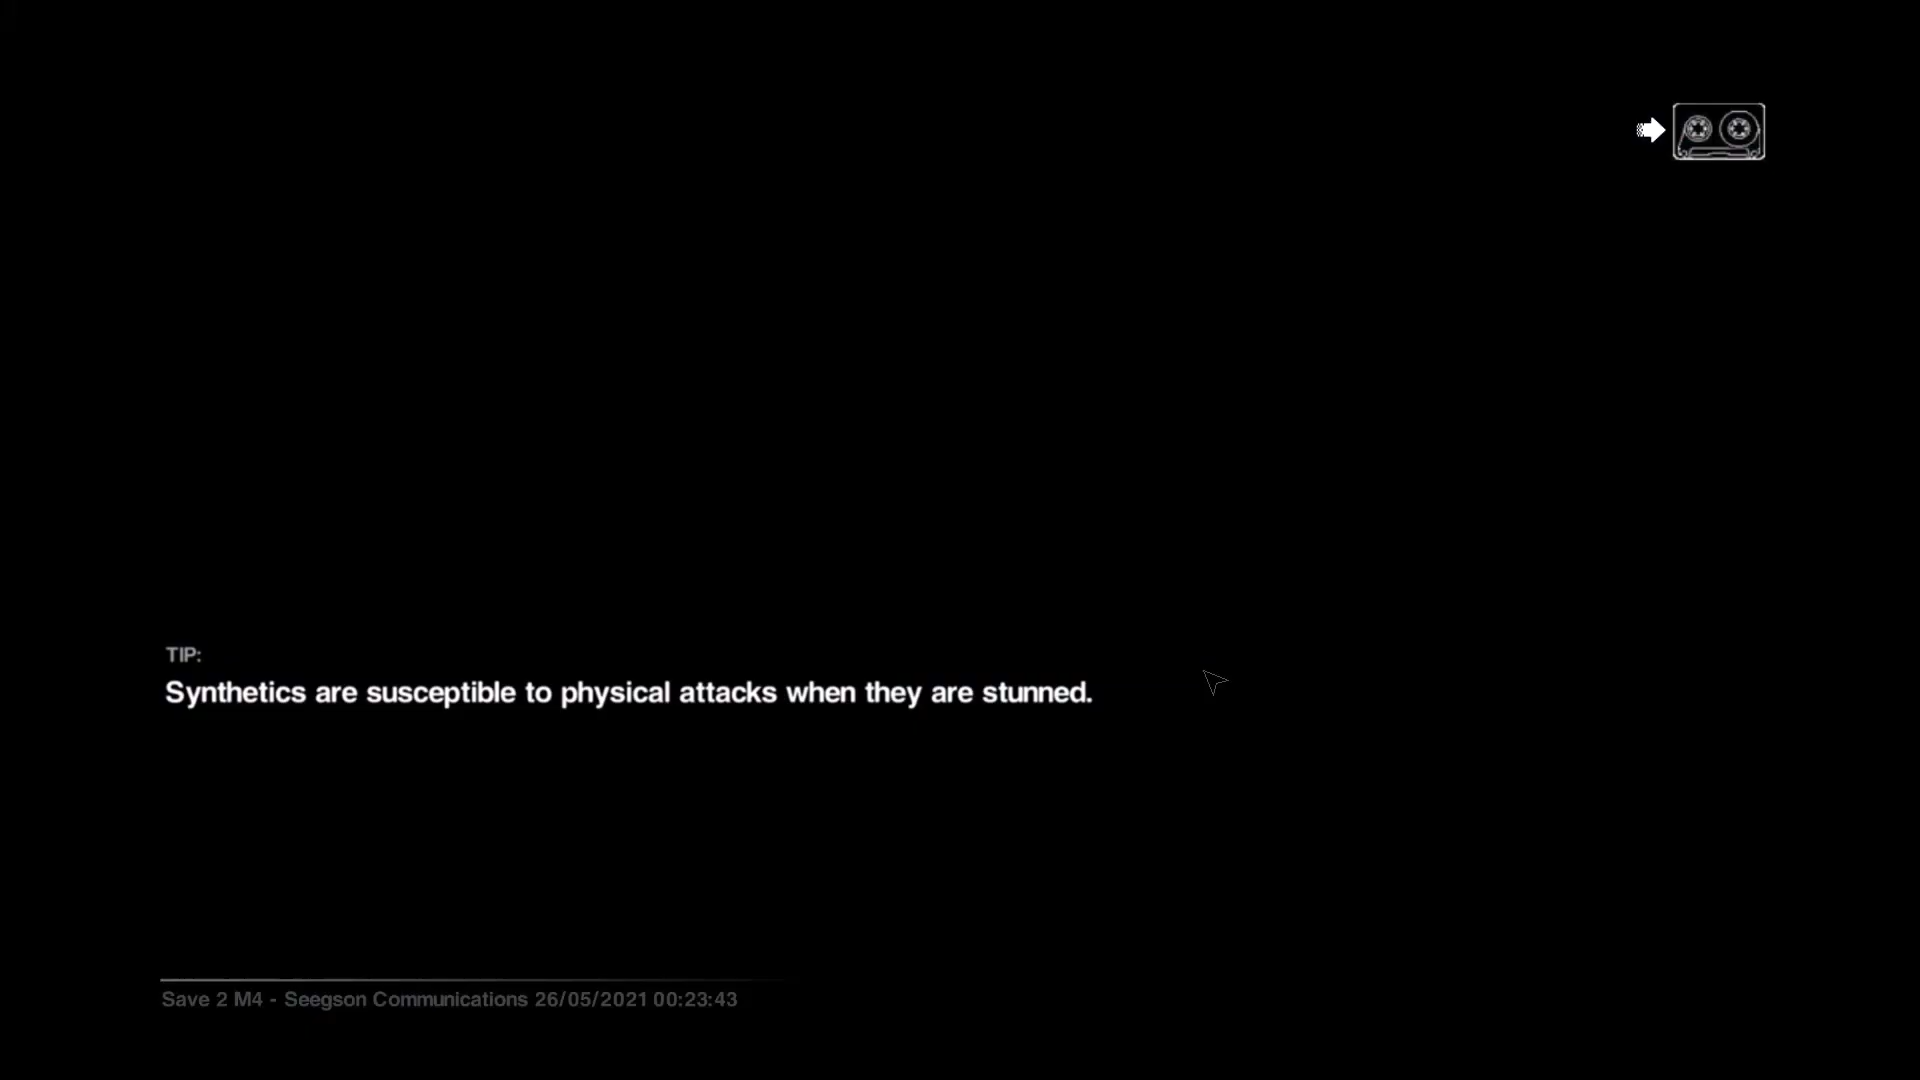 TIP:
Synthetics are susceptible to physical attacks when they are stunned.
Save 2 M4 - Seegson Communications 26/05/2021 00:23:43